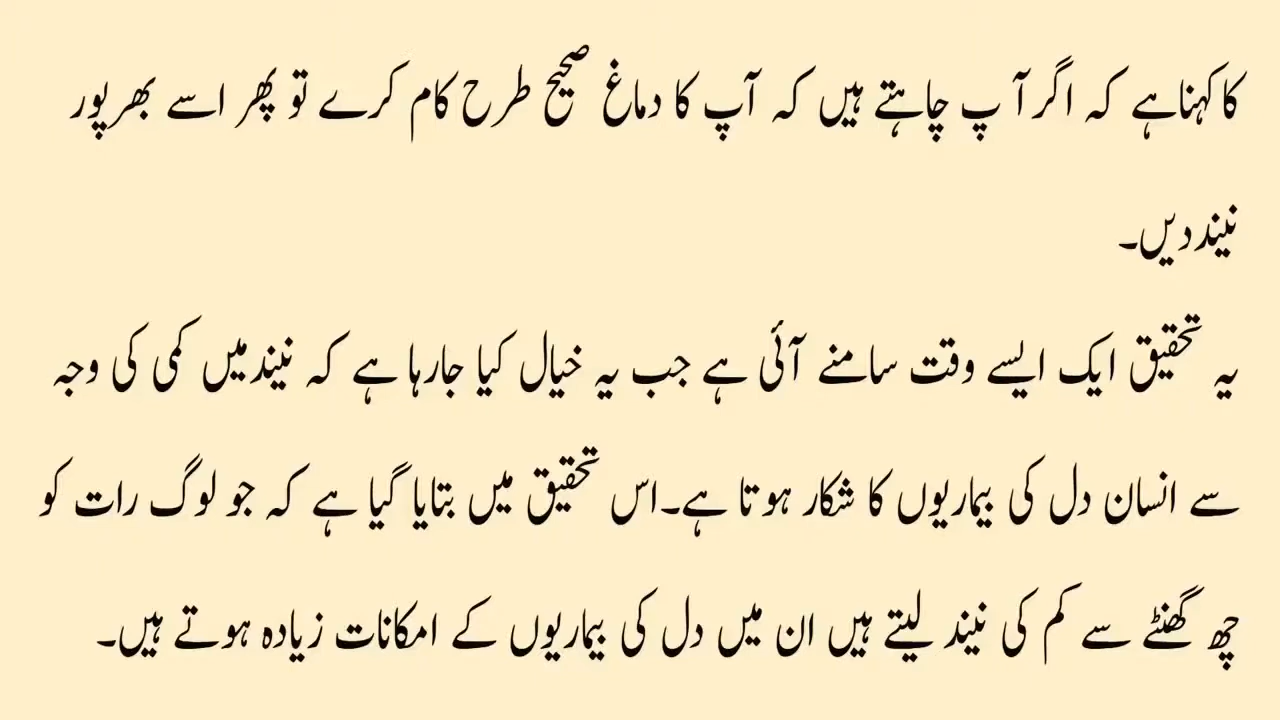 کا کہنا ہے کہ اگر آ پ چاہتے ہیں کہ آپ کا دماغ صحیح طرح کام کرے تو پھر اسے بھرپور
نیند دیں۔
یہ تحقیق ایک ایسے وقت سامنے آئی ہے جب یہ خیال کیا جارہا ہے کہ نیند میں کمی کی وجہ
سے انسان دل کی بیماریوں کا شکار ہو تا ہے۔اس تحقیق میں بتایا گیا ہے کہ جو لوگ رات کو
چھ گھنٹے سے کم کی نیند لیتے ہیں ان میں دل کی بیماریوں کے امکانات زیادہ ہوتے ہیں۔